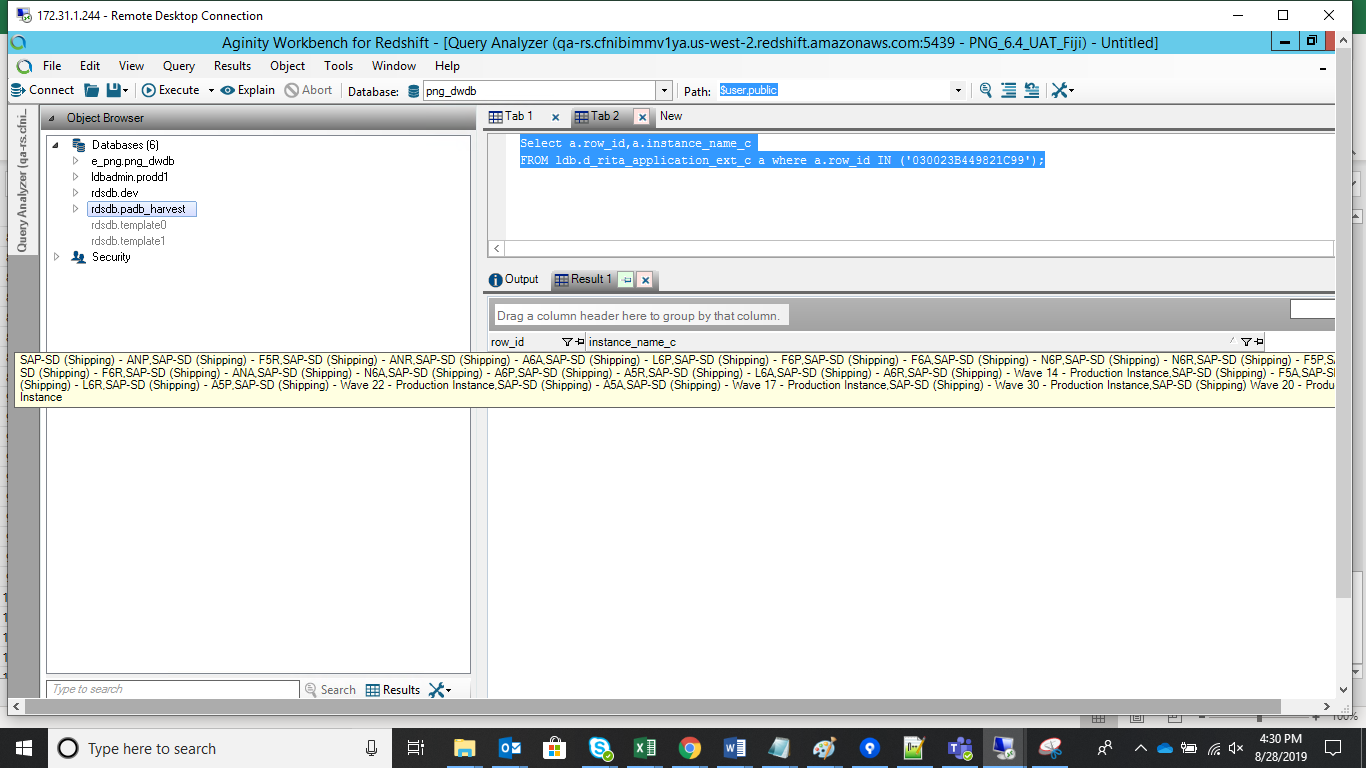 172.31.1.244 - Remote Desktop Connection
Aginity Workbench for Redshift - [Query Analyzer (qa-rs.cfnibimmv1ya.us-west-2.redshift.amazonaws.com:5439 - PNG_6.4_UAT_Fiji) - Untitled]
File Edit View Query Results Object Tools Window Help
Connect Execute Explain Abort Database: png_dwdb Path: $user,public
Query Analyzer (qa-rs.cfni...
Object Browser
Databases (6)
e_png.png_dwdb
ldbadmin.prodd1
rdsdb.dev
rdsdb.padb_harvest
rdsdb.template0
rdsdb.template1
Security
Tab 1 Tab 2 New
Select a.row_id,a.instance_name_c
FROM ldb.d_rita_application_ext_c a where a.row_id IN ('030023B449821C99');
Output Result 1
Drag a column header here to group by that column.
row_id instance_name_c
SAP-SD (Shipping) - ANP,SAP-SD (Shipping) - F5R,SAP-SD (Shipping) - ANR,SAP-SD (Shipping) - A6A,SAP-SD (Shipping) - L6P,SAP-SD (Shipping) - F6P,SAP-SD (Shipping) - F6A,SAP-SD (Shipping) - N6P,SAP-SD (Shipping) - N6R,SAP-SD (Shipping) - F5P,S
SD (Shipping) - F6R,SAP-SD (Shipping) - ANA,SAP-SD (Shipping) - N6A,SAP-SD (Shipping) - A6P,SAP-SD (Shipping) - A5R,SAP-SD (Shipping) - L6A,SAP-SD (Shipping) - A6R,SAP-SD (Shipping) - Wave 14 - Production Instance,SAP-SD (Shipping) - F5A,SAP-S
(Shipping) - L6R,SAP-SD (Shipping) - A5P,SAP-SD (Shipping) - Wave 22 - Production Instance,SAP-SD (Shipping) - A5A,SAP-SD (Shipping) - Wave 17 - Production Instance,SAP-SD (Shipping) - Wave 30 - Production Instance,SAP-SD (Shipping) Wave 20 - Produ
Instance
Type to search Search Results
100%
Type here to search
4:30 PM
8/28/2019